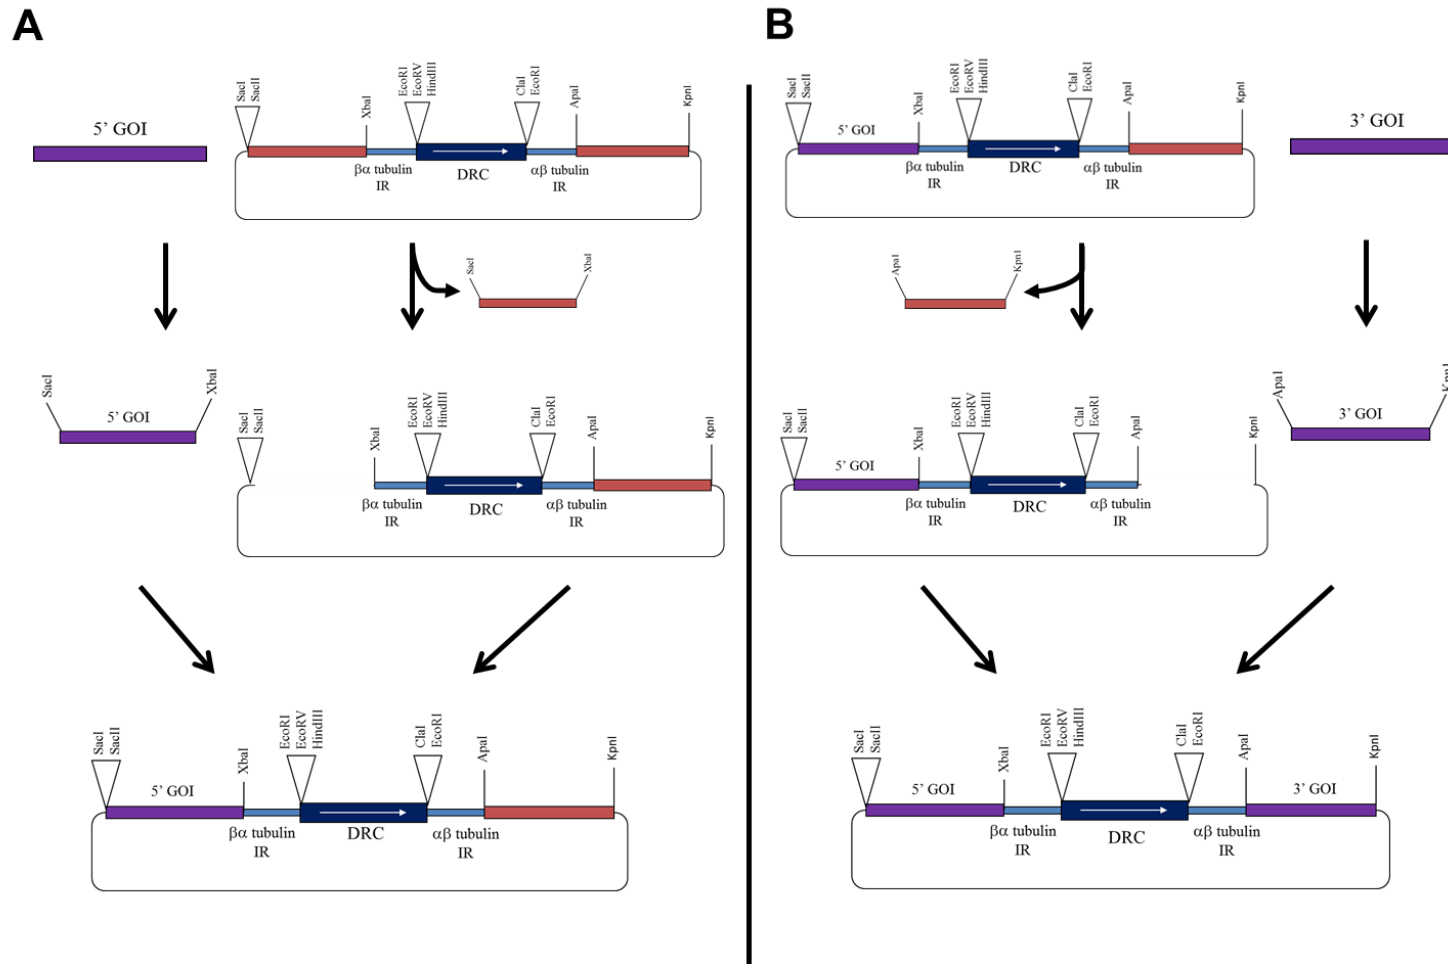 A
B
SacI
SacII
XbaI
EcoRI
EcoRV
HindIII
ClaI
EcoRI
ApaI
KpnI
5’ GOI
βα tubulin
IR
DRC
αβ tubulin
IR
SacI
XbaI
SacI
XbaI
5’ GOI
SacI
SacII
XbaI
EcoRI
EcoRV
HindIII
ClaI
EcoRI
ApaI
KpnI
βα tubulin
IR
DRC
αβ tubulin
IR
SacI
SacII
XbaI
EcoRI
EcoRV
HindIII
ClaI
EcoRI
ApaI
KpnI
5’ GOI
βα tubulin
IR
DRC
αβ tubulin
IR
SacI
SacII
XbaI
EcoRI
EcoRV
HindIII
ClaI
EcoRI
ApaI
KpnI
5’ GOI
3’ GOI
βα tubulin
IR
DRC
αβ tubulin
IR
Apa1
Kpn1
Apa1
Kpn1
3’ GOI
SacI
SacII
XbaI
EcoRI
EcoRV
HindIII
ClaI
EcoRI
ApaI
KpnI
5’ GOI
βα tubulin
IR
DRC
αβ tubulin
IR
SacI
SacII
XbaI
EcoRI
EcoRV
HindIII
ClaI
EcoRI
ApaI
KpnI
5’ GOI
3’ GOI
βα tubulin
IR
DRC
αβ tubulin
IR